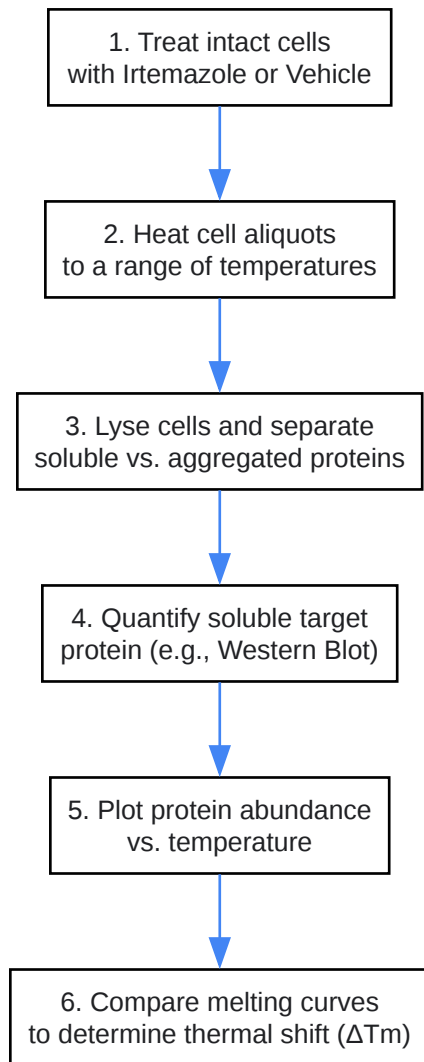 1. Treat intact cells
with Irtemazole or Vehicle
2. Heat cell aliquots
to a range of temperatures
3. Lyse cells and separate
soluble vs. aggregated proteins
4. Quantify soluble target
protein (e.g., Western Blot)
5. Plot protein abundance
vs. temperature
6. Compare melting curves
to determine thermal shift (ΔTm)